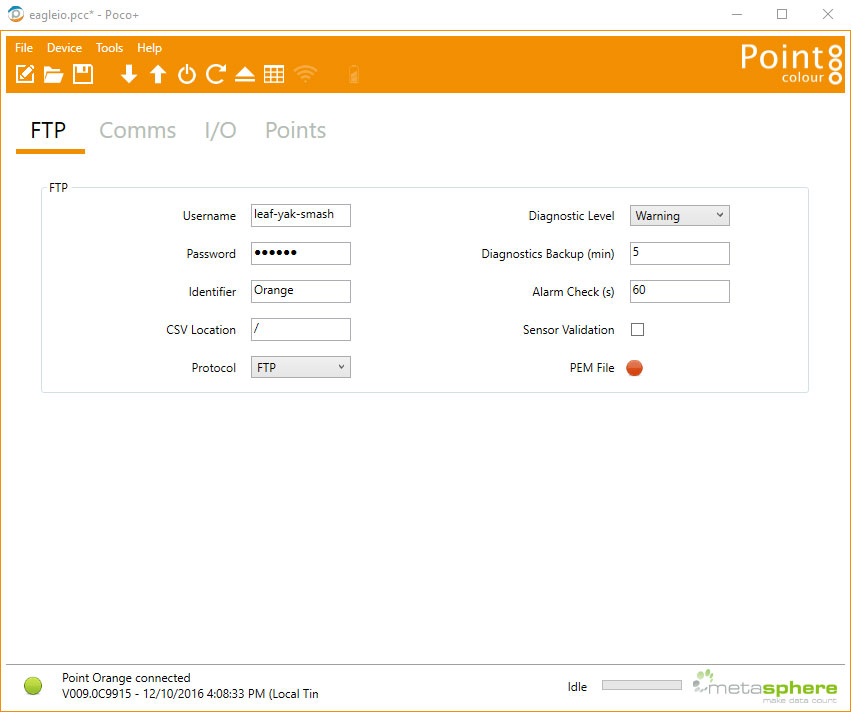 eagleio.pcc* - Poco+
File Device Tools Help
Point
colour
FTP Comms I/O Points
FTP
Username leaf-yak-smash
Diagnostic Level Warning
Password ••••••
Diagnostics Backup (min) 5
Identifier Orange
Alarm Check (s) 60
CSV Location /
Sensor Validation
Protocol FTP
PEM File
Point Orange connected
V009.0C9915 - 12/10/2016 4:08:33 PM (Local Tin
Idle
metasphere
make data count